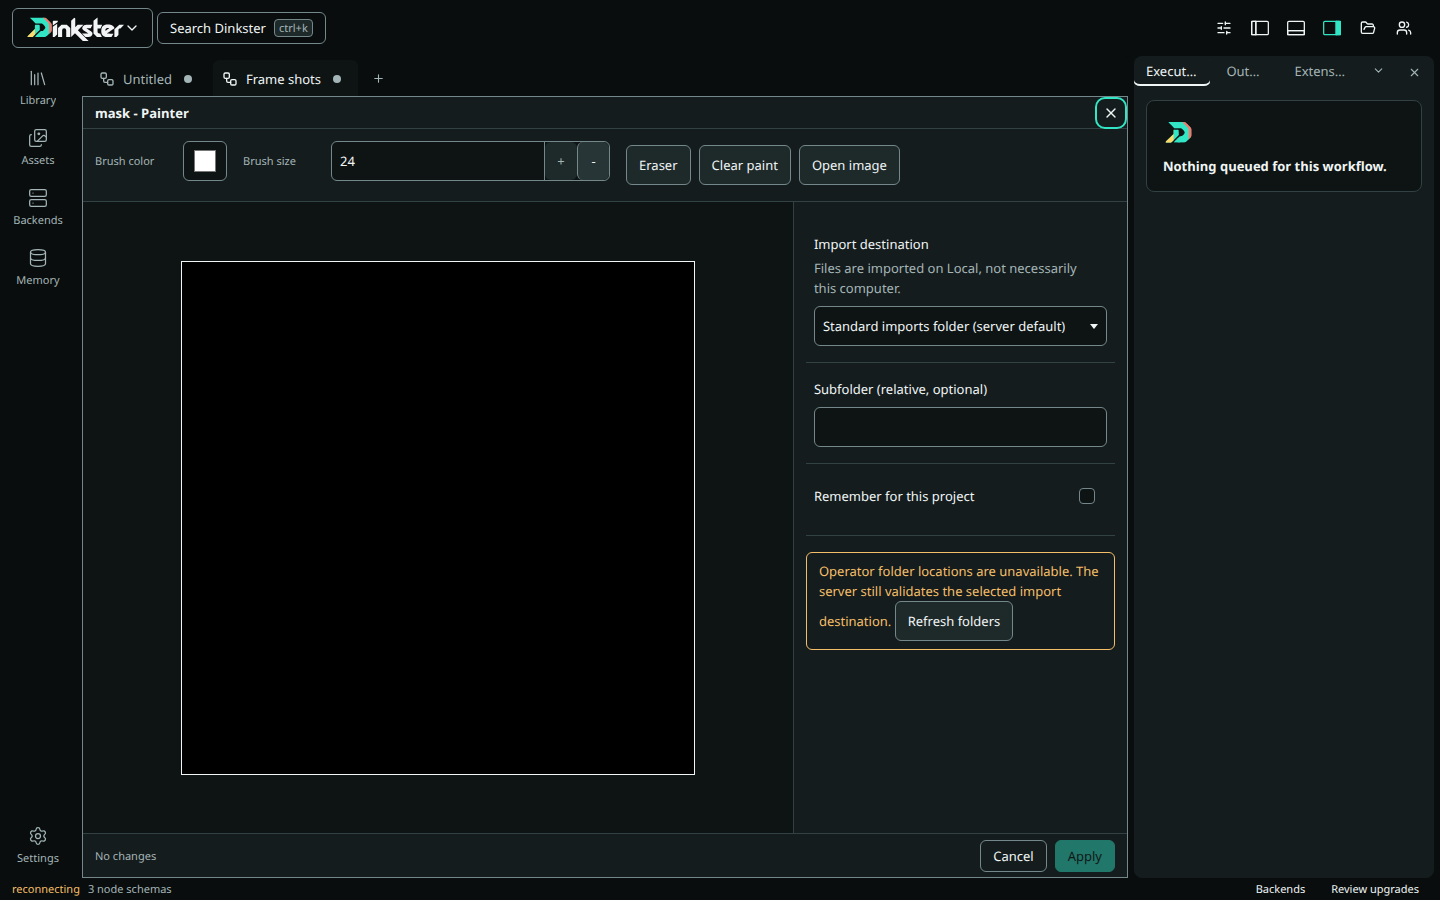 Dinkster
Search Dinkster ctrl+k
Library
Assets
Backends
Memory
Settings
Untitled
Frame shots
+
mask - Painter
Brush color
Brush size
24
+
-
Eraser
Clear paint
Open image
Import destination
Files are imported on Local, not necessarily
this computer.
Standard imports folder (server default)
Subfolder (relative, optional)
Remember for this project
Operator folder locations are unavailable. The
server still validates the selected import
destination. Refresh folders
No changes
Cancel
Apply
Execut...
Out...
Extens...
Nothing queued for this workflow.
reconnecting
3 node schemas
Backends
Review upgrades